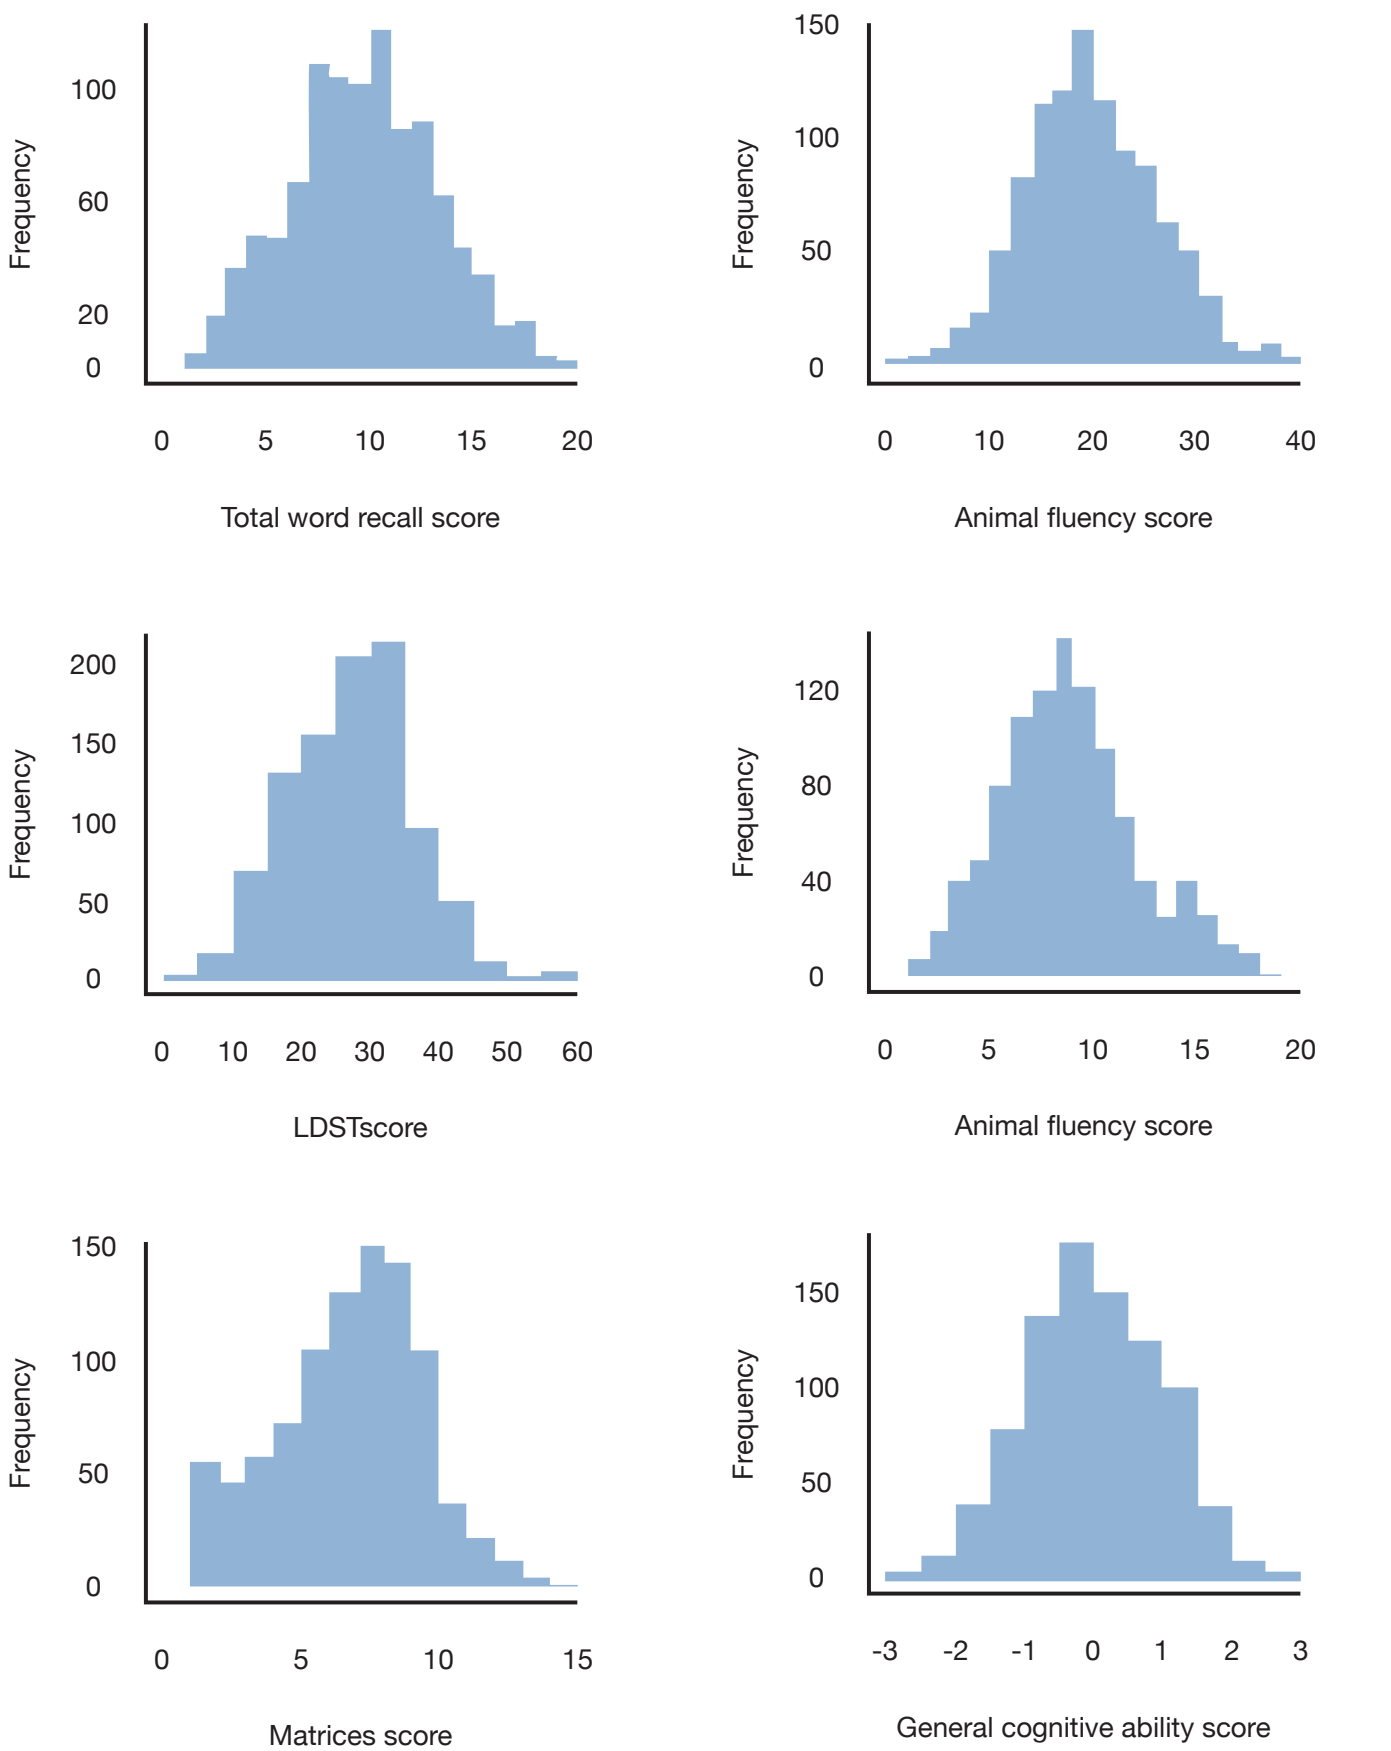 150
100
60
20
0
Frequency
0 5 10 15 20
Total word recall score
150
100
50
0
Frequency
0 10 20 30 40
Animal fluency score
200
150
100
50
0
Frequency
0 10 20 30 40 50 60
LDSTscore
120
80
40
0
Frequency
0 5 10 15 20
Animal fluency score
150
100
50
0
Frequency
0 5 10 15
Matrices score
150
100
50
0
Frequency
-3 -2 -1 0 1 2 3
General cognitive ability score